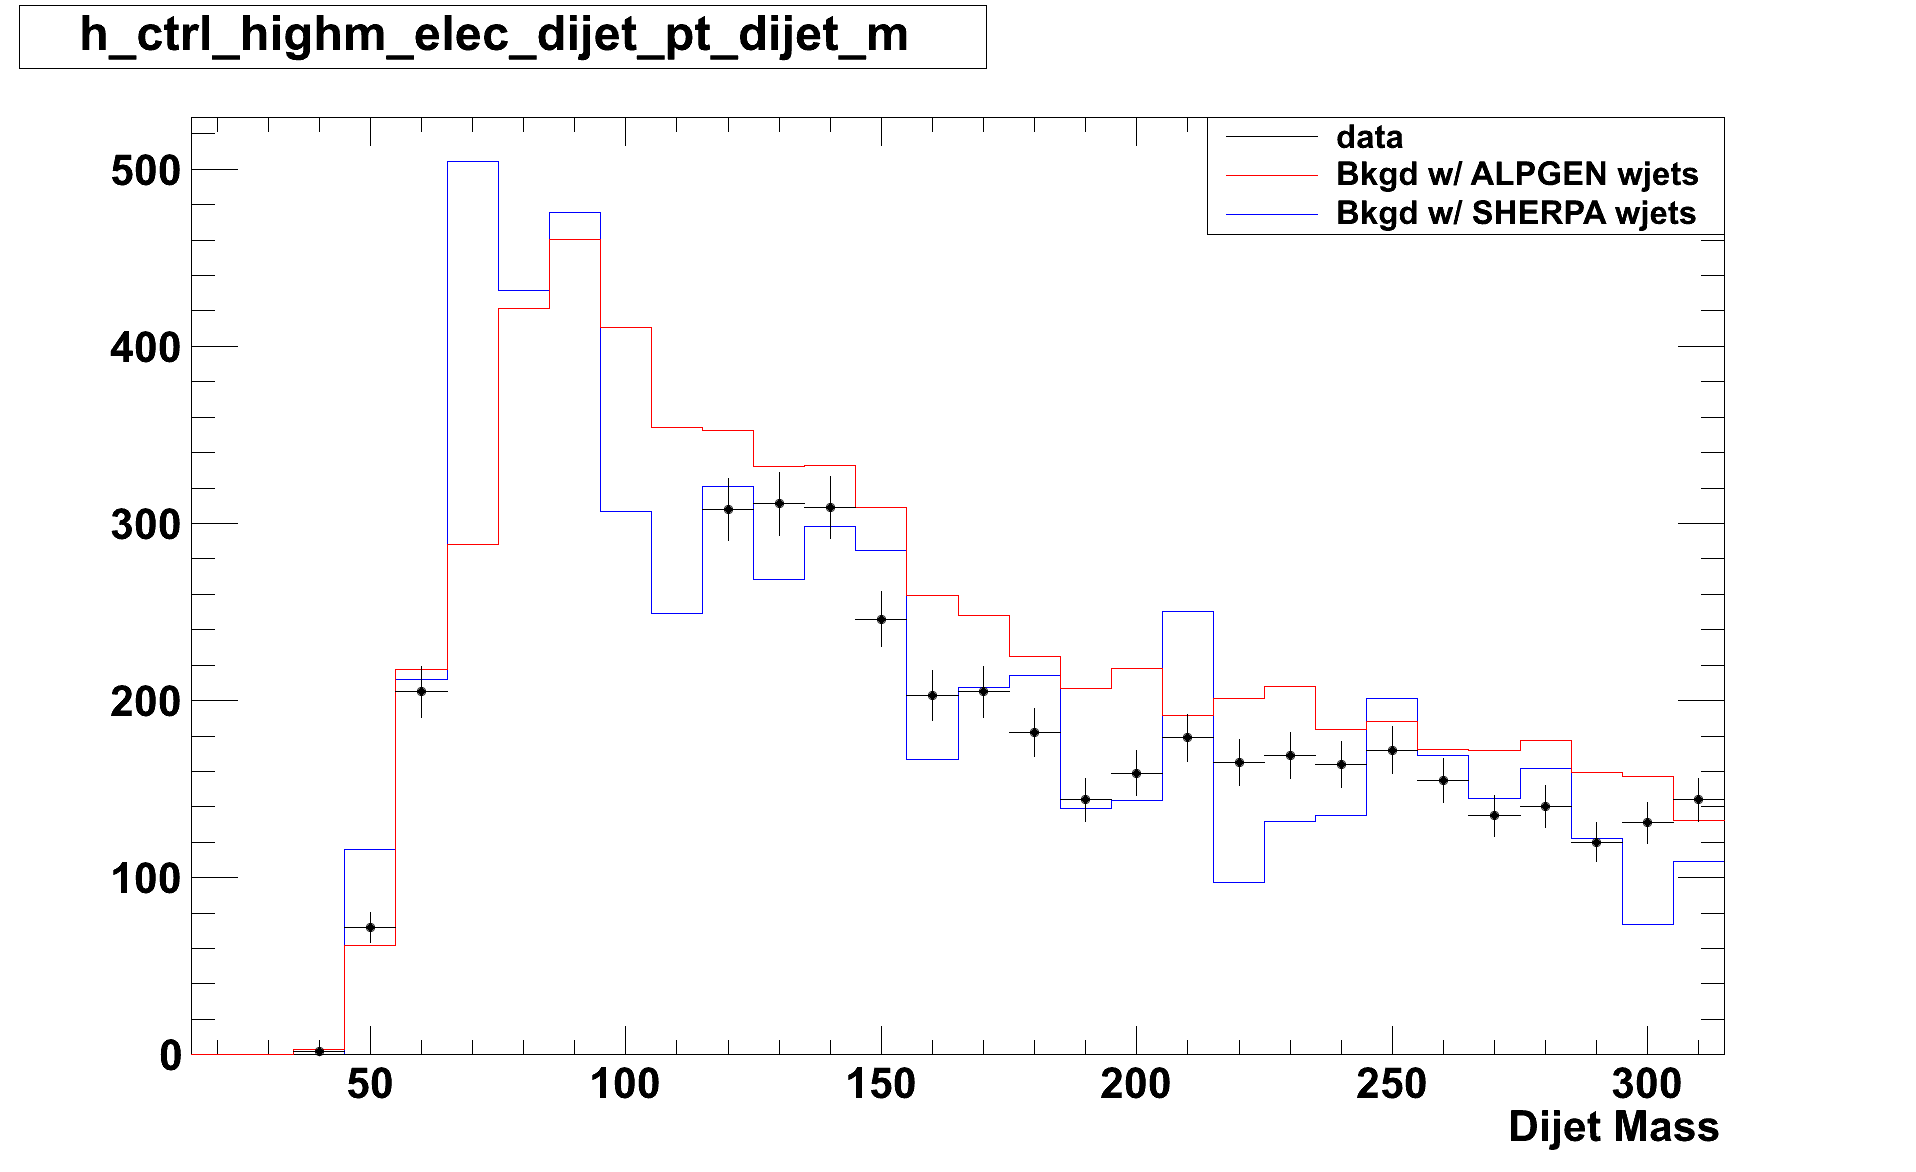 h_ctrl_highm_elec_dijet_pt_dijet_m
data
Bkgd w/ ALPGEN wjets
Bkgd w/ SHERPA wjets
500
400
300
200
100
0
50 100 150 200 250 300
Dijet Mass